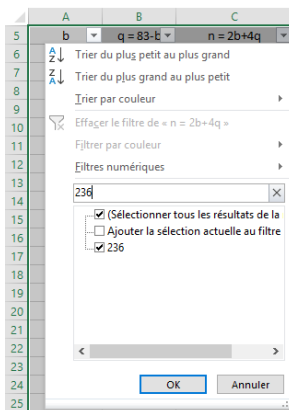 A B C
5 b q = 83-b n = 2b+4q
6 Trier du plus petit au plus grand
7 Trier du plus grand au plus petit
8
9 Trier par couleur
10 Effacer le filtre de « n = 2b+4q »
11 Filtrer par couleur
12 Filtres numériques
13
14 236
15 (Sélectionner tous les résultats de la
16 Ajouter la sélection actuelle au filtre
17 236
18
19
20
21
22
23
24 OK Annuler
25